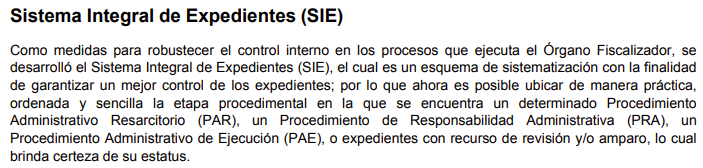 Sistema Integral de Expedientes (SIE)
Como medidas para robustecer el control interno en los procesos que ejecuta el Órgano Fiscalizador, se
desarrolló el Sistema Integral de Expedientes (SIE), el cual es un esquema de sistematización con la finalidad
de garantizar un mejor control de los expedientes; por lo que ahora es posible ubicar de manera práctica,
ordenada y sencilla la etapa procedimental en la que se encuentra un determinado Procedimiento
Administrativo Resarcitorio (PAR), un Procedimiento de Responsabilidad Administrativa (PRA), un
Procedimiento Administrativo de Ejecución (PAE), o expedientes con recurso de revisión y/o amparo, lo cual
brinda certeza de su estatus.